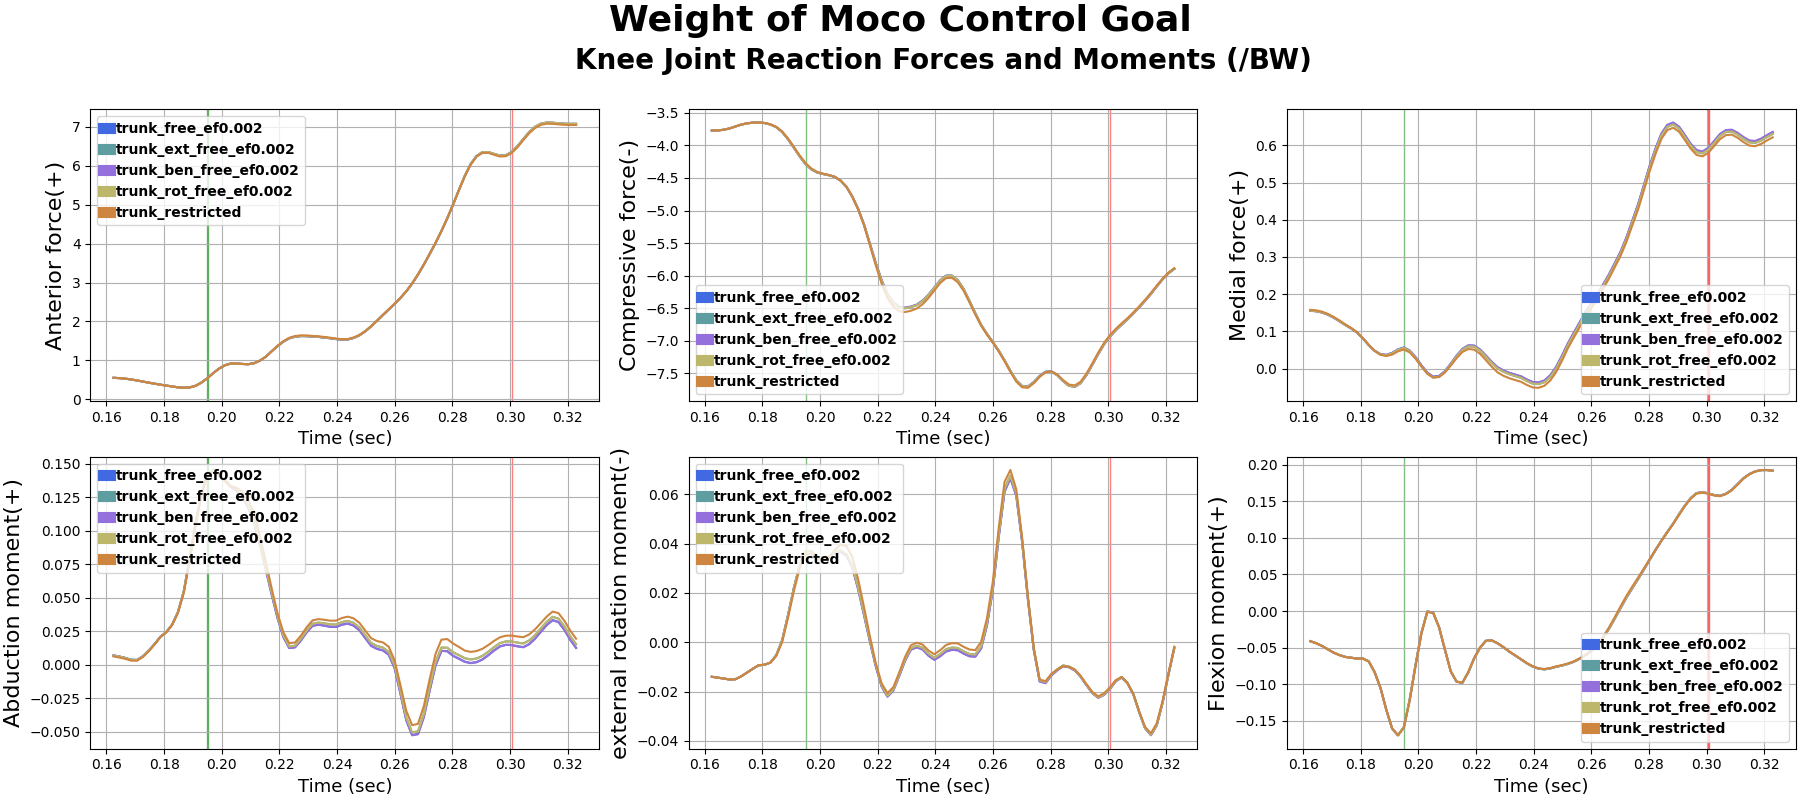 Weight of Moco Control Goal
Knee Joint Reaction Forces and Moments (/BW)
Anterior force(+)
7
6
5
4
3
2
1
0
trunk_free_ef0.002
trunk_ext_free_ef0.002
trunk_ben_free_ef0.002
trunk_rot_free_ef0.002
trunk_restricted
0.16 0.18 0.20 0.22 0.24 0.26 0.28 0.30 0.32
Time (sec)
Compressive force(-)
−3.5
−4.0
−4.5
−5.0
−5.5
−6.0
−6.5
−7.0
−7.5
trunk_free_ef0.002
trunk_ext_free_ef0.002
trunk_ben_free_ef0.002
trunk_rot_free_ef0.002
trunk_restricted
0.16 0.18 0.20 0.22 0.24 0.26 0.28 0.30 0.32
Time (sec)
Medial force(+)
0.6
0.5
0.4
0.3
0.2
0.1
0.0
trunk_free_ef0.002
trunk_ext_free_ef0.002
trunk_ben_free_ef0.002
trunk_rot_free_ef0.002
trunk_restricted
0.16 0.18 0.20 0.22 0.24 0.26 0.28 0.30 0.32
Time (sec)
Abduction moment(+)
0.150
0.125
0.100
0.075
0.050
0.025
0.000
−0.025
−0.050
trunk_free_ef0.002
trunk_ext_free_ef0.002
trunk_ben_free_ef0.002
trunk_rot_free_ef0.002
trunk_restricted
0.16 0.18 0.20 0.22 0.24 0.26 0.28 0.30 0.32
Time (sec)
external rotation moment(-)
0.06
0.04
0.02
0.00
−0.02
−0.04
trunk_free_ef0.002
trunk_ext_free_ef0.002
trunk_ben_free_ef0.002
trunk_rot_free_ef0.002
trunk_restricted
0.16 0.18 0.20 0.22 0.24 0.26 0.28 0.30 0.32
Time (sec)
Flexion moment(+)
0.20
0.15
0.10
0.05
0.00
−0.05
−0.10
−0.15
trunk_free_ef0.002
trunk_ext_free_ef0.002
trunk_ben_free_ef0.002
trunk_rot_free_ef0.002
trunk_restricted
0.16 0.18 0.20 0.22 0.24 0.26 0.28 0.30 0.32
Time (sec)